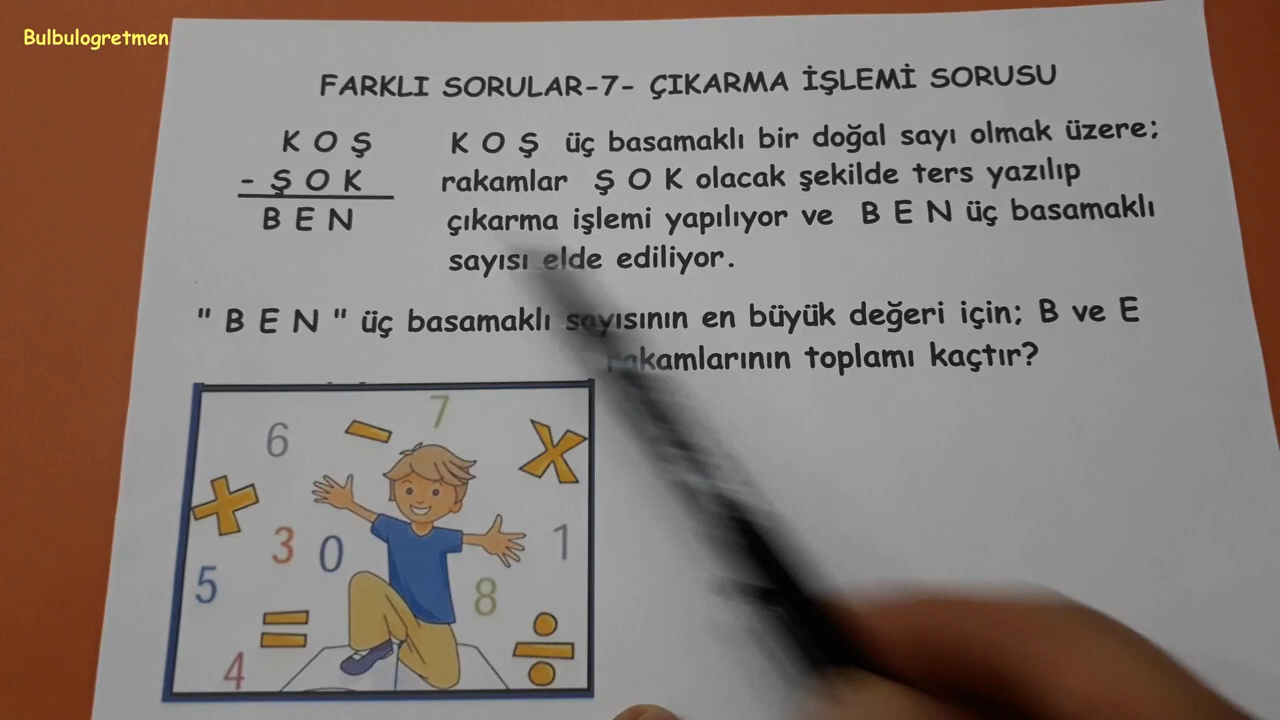 Bulbulogretmen
FARKLI SORULAR-7- ÇIKARMA İŞLEMİ SORUSU
K O Ş
- Ş O K
B E N
K O Ş üç basamaklı bir doğal sayı olmak üzere;
rakamlar Ş O K olacak şekilde ters yazılıp
çıkarma işlemi yapılıyor ve B E N üç basamaklı
sayısı elde ediliyor.
" B E N " üç basamaklı sayısının en büyük değeri için; B ve E
rakamlarının toplamı kaçtır?
6 - 7 x
+ 3 0 1
5 = 8 ÷
4